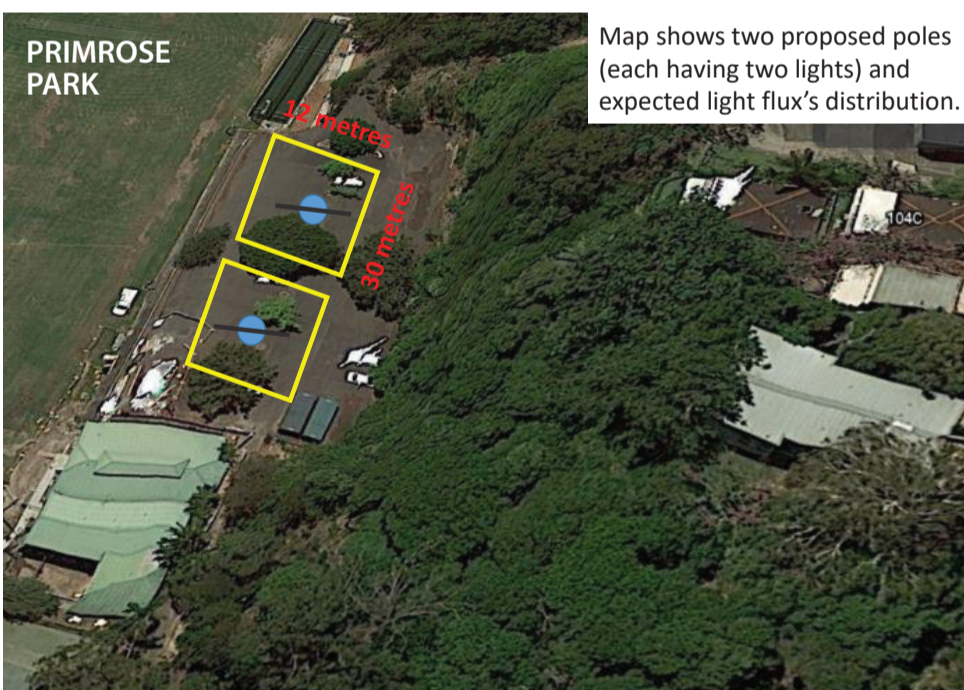 PRIMROSE
PARK
Map shows two proposed poles
(each having two lights) and
expected light flux’s distribution.
12 metres
30 metres
104C